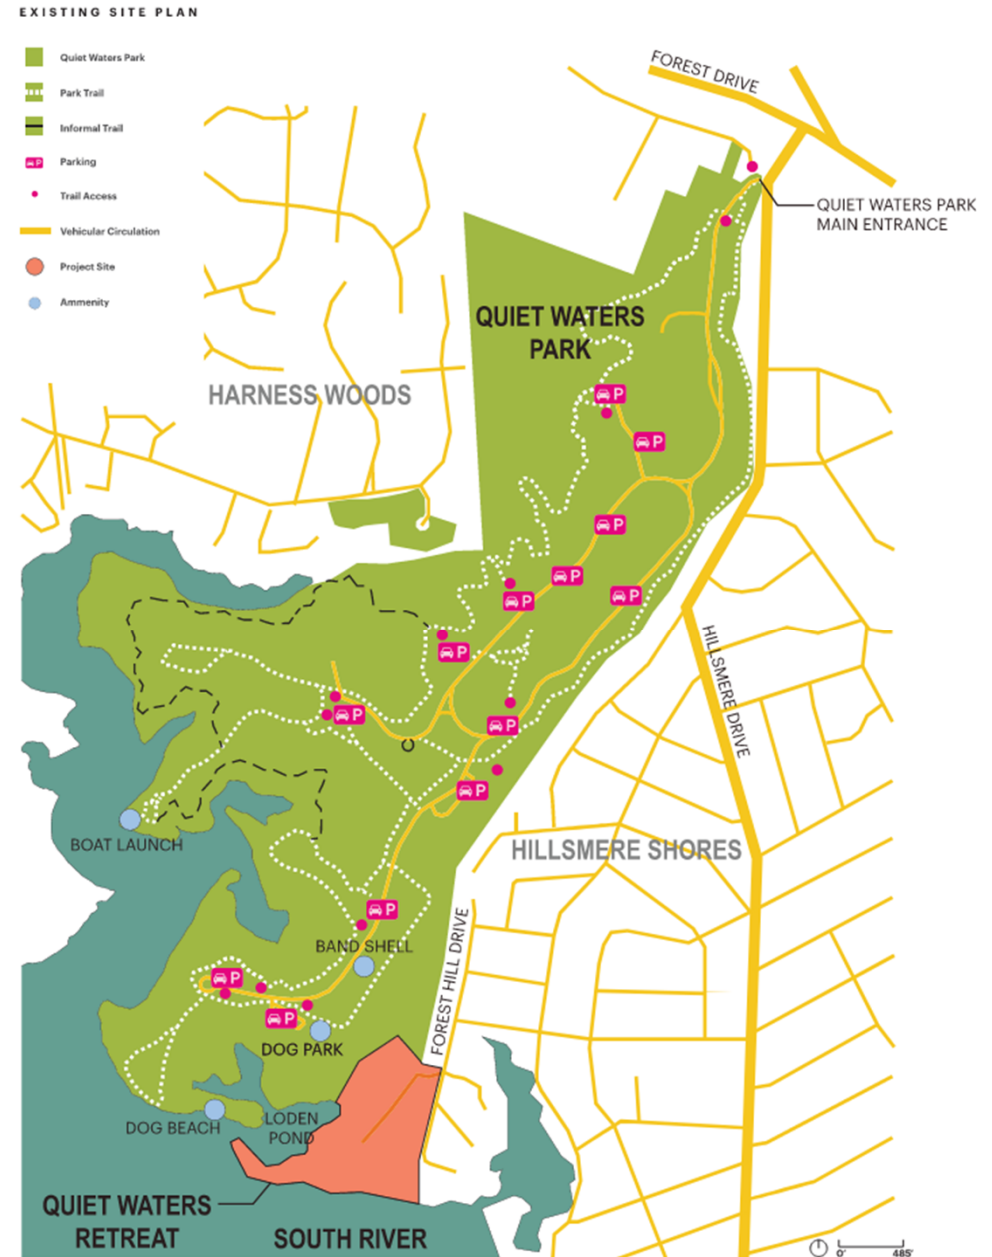 EXISTING SITE PLAN
Quiet Waters Park
Park Trail
Informal Trail
P
Parking
Trail Access
Vehicular Circulation
Project Site
Ammenity
FOREST DRIVE
QUIET WATERS PARK
MAIN ENTRANCE
QUIET WATERS
PARK
HARNESS WOODS
P
P
P
P
P
P
P
HILLSMERE DRIVE
P
P
P
BOAT LAUNCH
HILLSMERE SHORES
P
BAND SHELL
FOREST HILL DRIVE
P
P
DOG PARK
DOG BEACH
LODEN
POND
QUIET WATERS
RETREAT
SOUTH RIVER
0'
485'